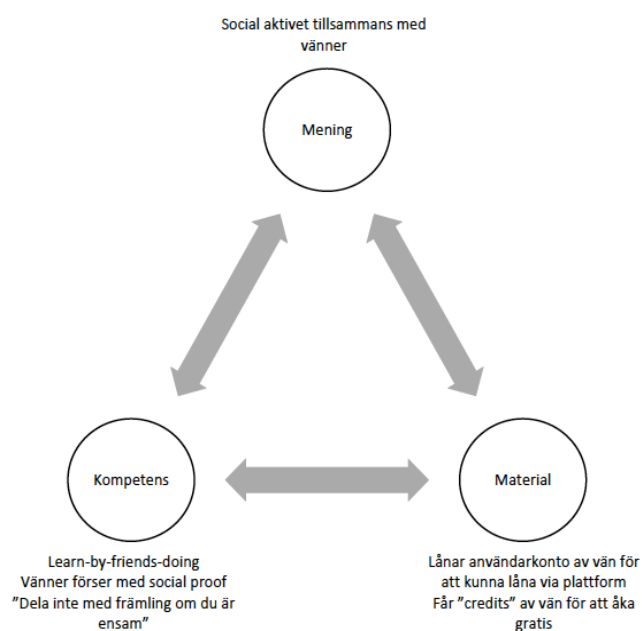 Social aktivet tillsammans med
vänner
Mening
Kompetens
Material
Learn-by-friends-doing
Vänner förser med social proof
”Dela inte med främling om du är
ensam”
Lånar användarkonto av vän för
att kunna låna via plattform
Får ”credits” av vän för att åka
gratis